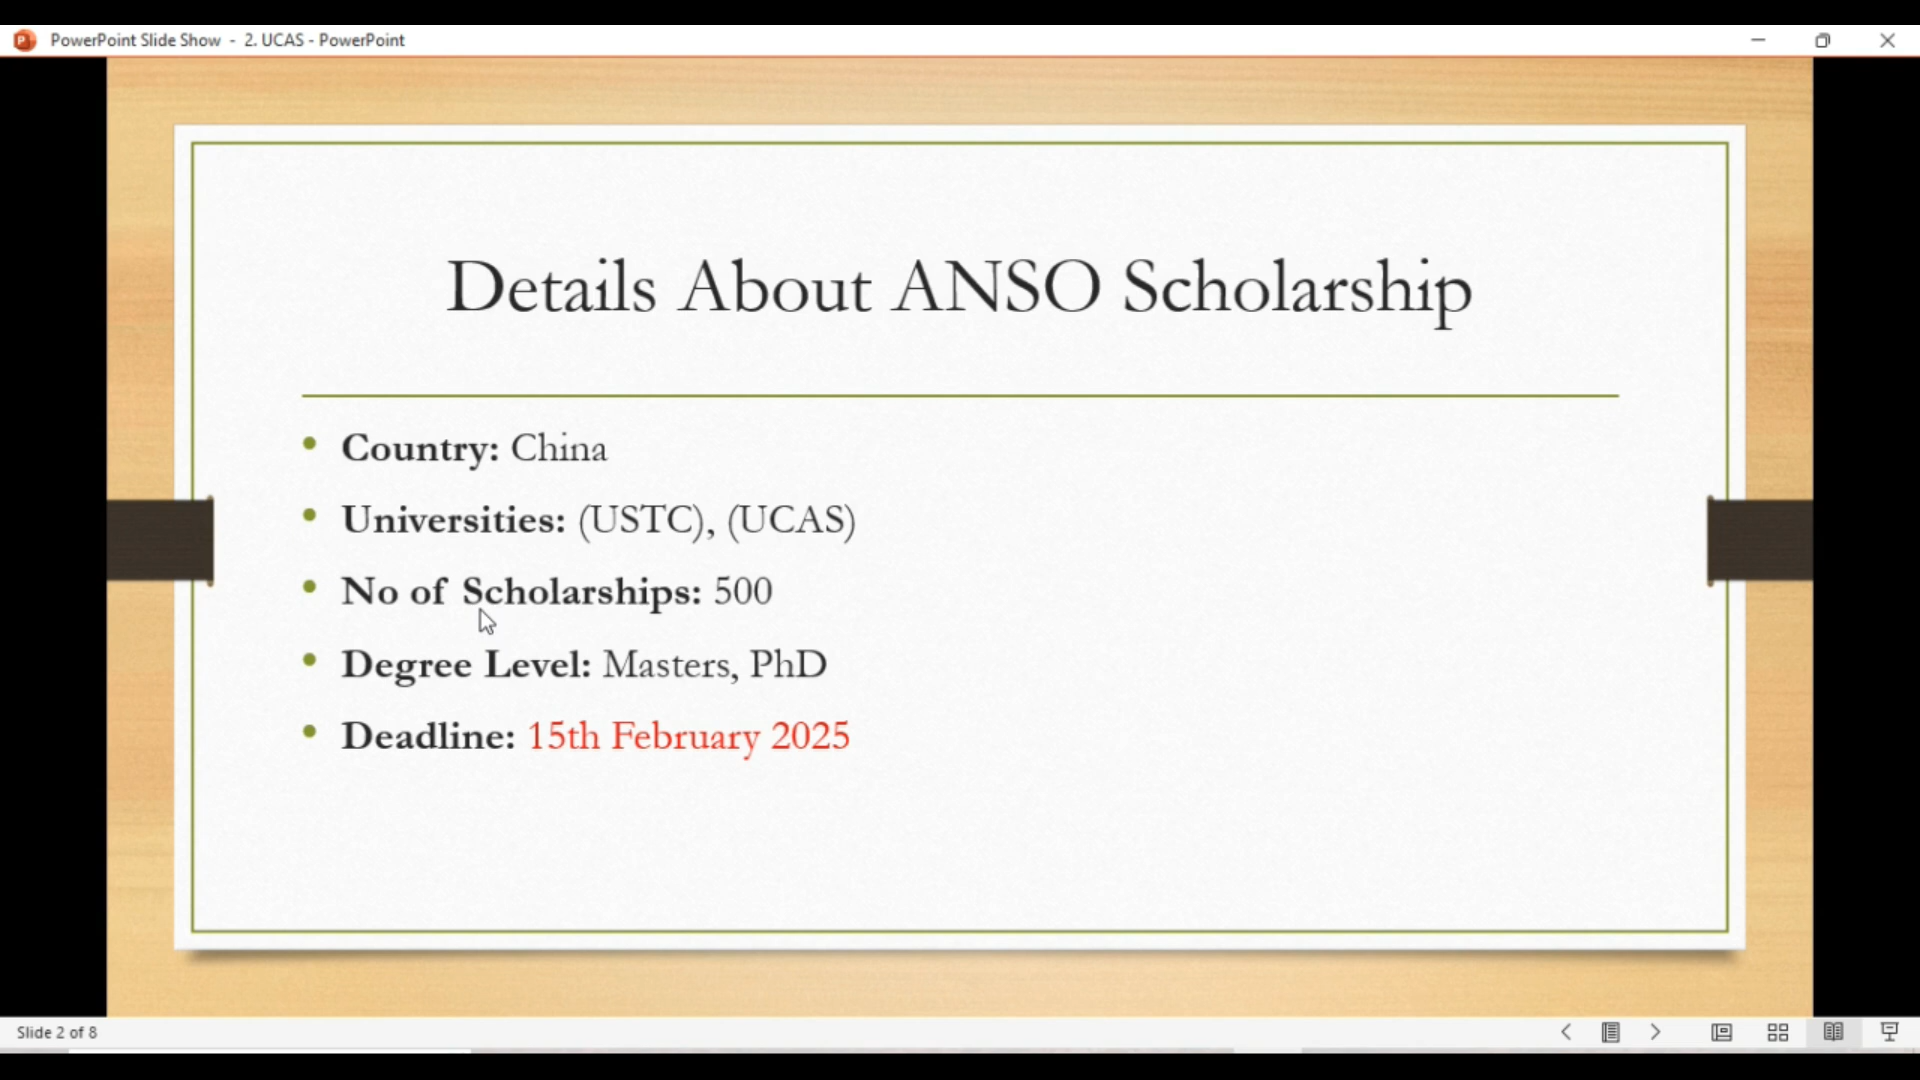 PowerPoint Slide Show - 2. UCAS - PowerPoint
Details About ANSO Scholarship
Country: China
Universities: (USTC), (UCAS)
No of Scholarships: 500
Degree Level: Masters, PhD
Deadline: 15th February 2025
Slide 2 of 8